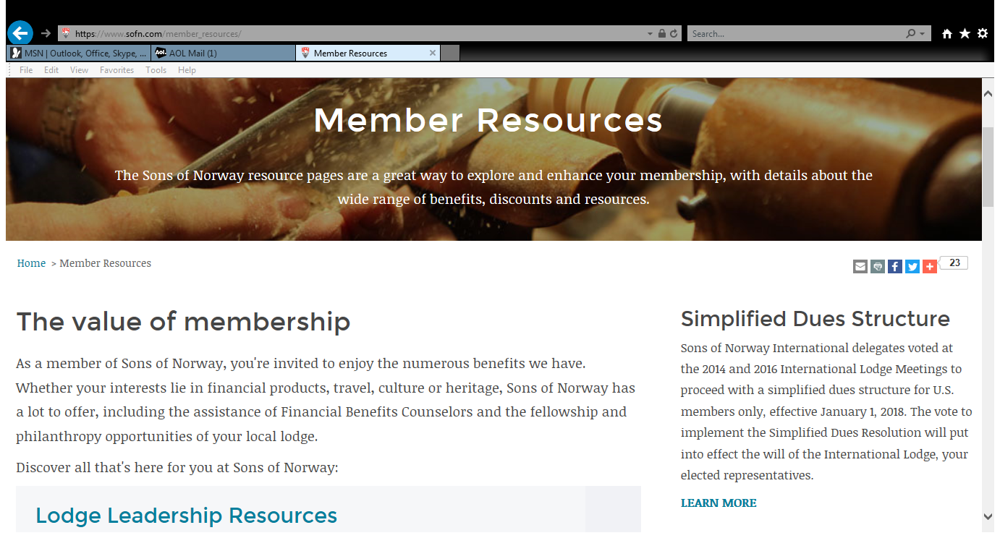 https://www.sofn.com/member_resources/
Search...
MSN | Outlook, Office, Skype, ...
Aol. AOL Mail (1)
Member Resources
File Edit View Favorites Tools Help
Member Resources
The Sons of Norway resource pages are a great way to explore and enhance your membership, with details about the
wide range of benefits, discounts and resources.
Home > Member Resources
23
The value of membership
As a member of Sons of Norway, you're invited to enjoy the numerous benefits we have.
Whether your interests lie in financial products, travel, culture or heritage, Sons of Norway has
a lot to offer, including the assistance of Financial Benefits Counselors and the fellowship and
philanthropy opportunities of your local lodge.
Discover all that's here for you at Sons of Norway:
Lodge Leadership Resources
Simplified Dues Structure
Sons of Norway International delegates voted at
the 2014 and 2016 International Lodge Meetings to
proceed with a simplified dues structure for U.S.
members only, effective January 1, 2018. The vote to
implement the Simplified Dues Resolution will put
into effect the will of the International Lodge, your
elected representatives.
LEARN MORE